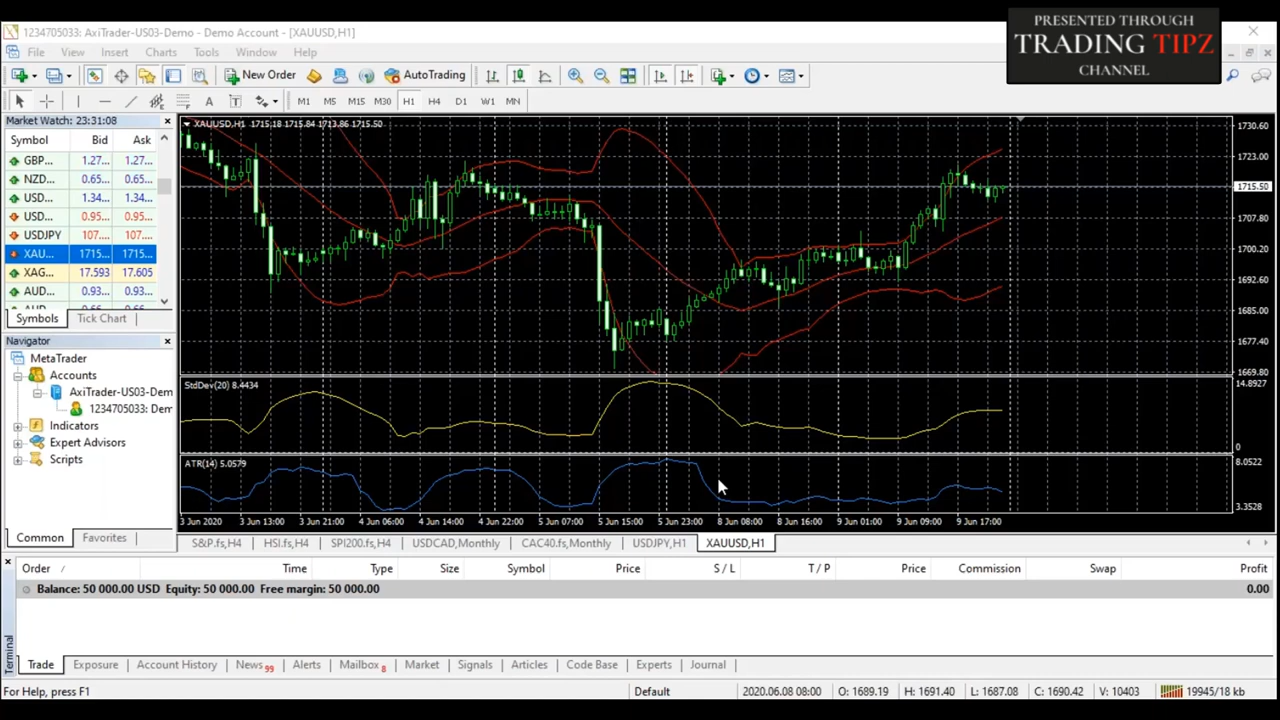 PRESENTED THROUGH
TRADING TIPZ
CHANNEL
1234705033: AxiTrader-US03-Demo - Demo Account - [XAUUSD,H1]
File View Insert Charts Tools Window Help
New Order AutoTrading
A T M1 M5 M15 M30 H1 H4 D1 W1 MN
Market Watch: 23:31:08
Symbol Bid Ask
GBP... 1.27... 1.27...
NZD... 0.65... 0.65...
USD... 1.34... 1.34...
USD... 0.95... 0.95...
USDJPY 107.... 107....
XAU... 1715... 1715...
XAG... 17.593 17.605
AUD... 0.93... 0.93...
Symbols Tick Chart
Navigator
MetaTrader
Accounts
AxiTrader-US03-Dem
1234705033: Dem
Indicators
Expert Advisors
Scripts
Common Favorites
XAUUSD,H1 1715.18 1715.84 1713.86 1715.50
1730.60
1723.00
1715.50
1707.80
1700.20
1692.60
1685.00
1677.40
1669.80
StdDev(20) 8.4434
14.8927
0
ATR(14) 5.0579
8.0522
3.3528
3 Jun 2020 3 Jun 13:00 3 Jun 21:00 4 Jun 06:00 4 Jun 14:00 4 Jun 22:00 5 Jun 07:00 5 Jun 15:00 5 Jun 23:00 8 Jun 08:00 8 Jun 16:00 9 Jun 01:00 9 Jun 09:00 9 Jun 17:00
S&P.fs,H4 HSI.fs,H4 SPI200.fs,H4 USDCAD,Monthly CAC40.fs,Monthly USDJPY,H1 XAUUSD,H1
Order / Time Type Size Symbol Price S / L T / P Price Commission Swap Profit
Balance: 50 000.00 USD Equity: 50 000.00 Free margin: 50 000.00 0.00
Terminal
Trade Exposure Account History News 99 Alerts Mailbox 8 Market Signals Articles Code Base Experts Journal
For Help, press F1 Default 2020.06.08 08:00 O: 1689.19 H: 1691.40 L: 1687.08 C: 1690.42 V: 10403 19945/18 kb